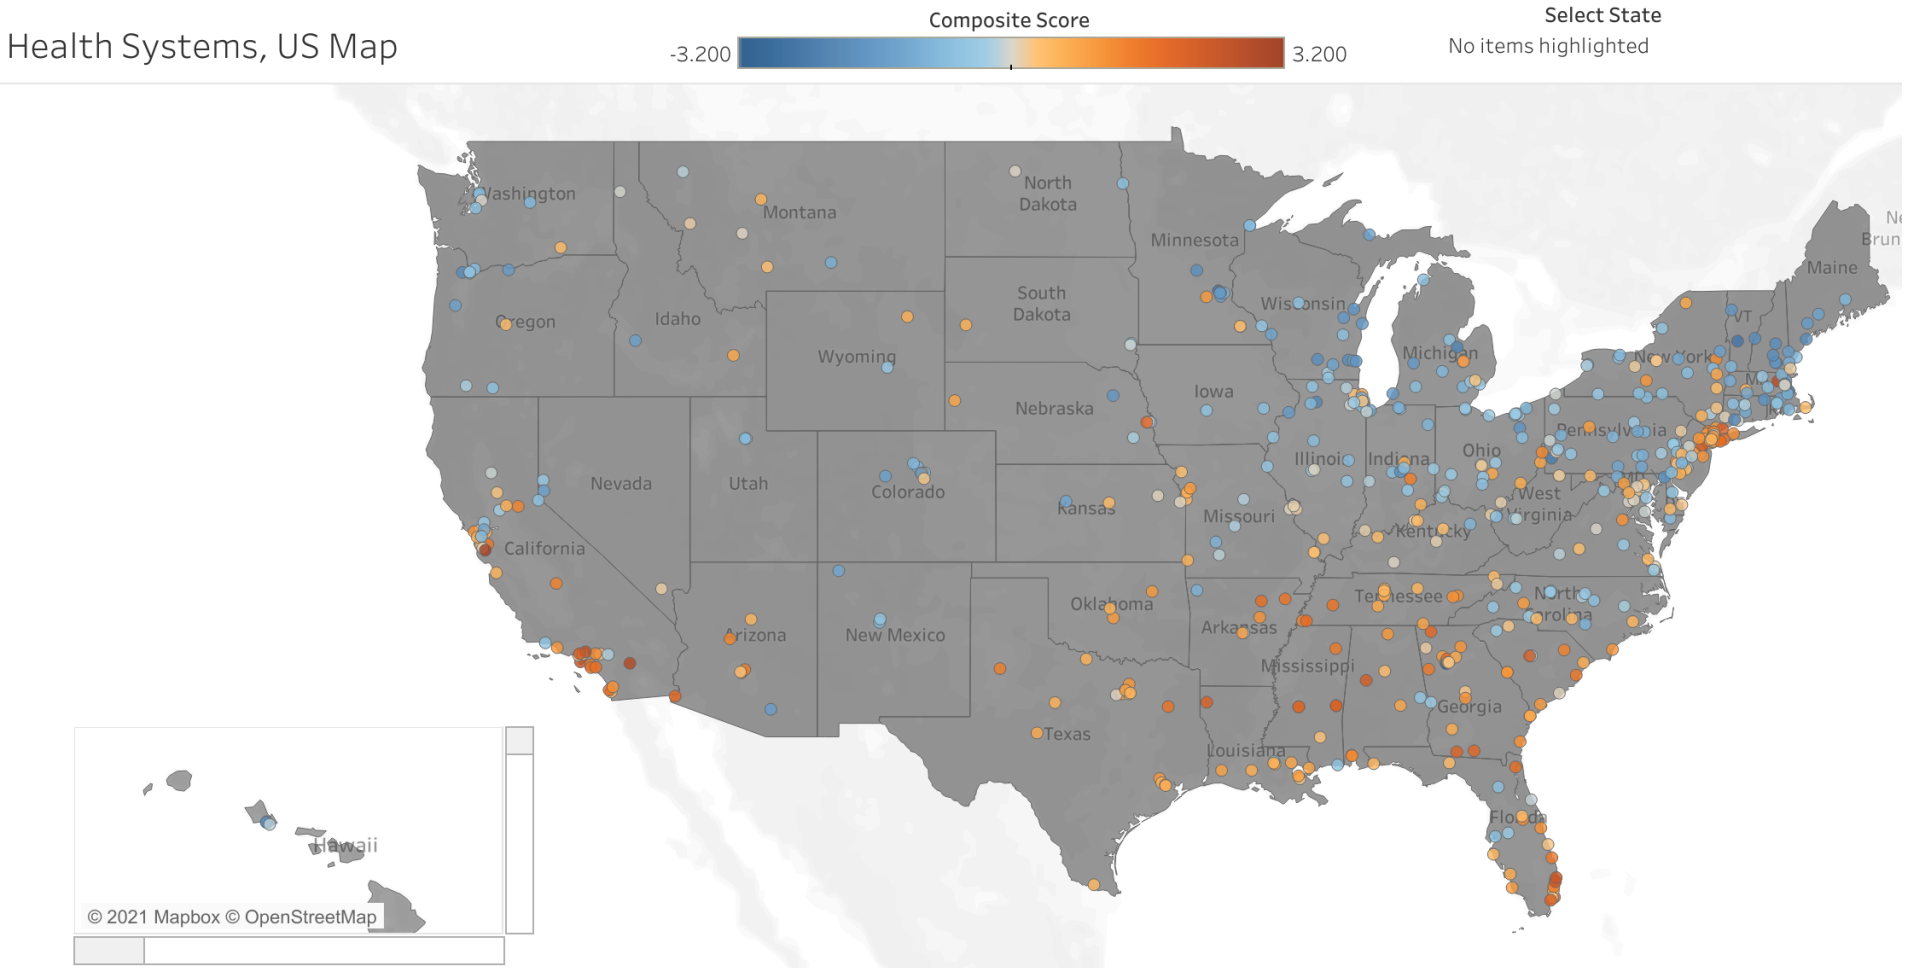 Health Systems, US Map
Composite Score
-3.200
3.200
Select State
No items highlighted
Washington
Montana
North
Dakota
Minnesota
Maine
Ne
Brun
Oregon
Idaho
South
Dakota
Wisconsin
VT
Wyoming
Michigan
New York
Iowa
Nebraska
Pennsylvania
Ohio
Illinois
Indiana
Nevada
Utah
Colorado
West
Virginia
Kansas
Missouri
Kentucky
California
Oklahoma
Tennessee
North
Carolina
Arizona
New Mexico
Arkansas
Mississippi
Georgia
Texas
Louisiana
Florida
Hawaii
© 2021 Mapbox © OpenStreetMap